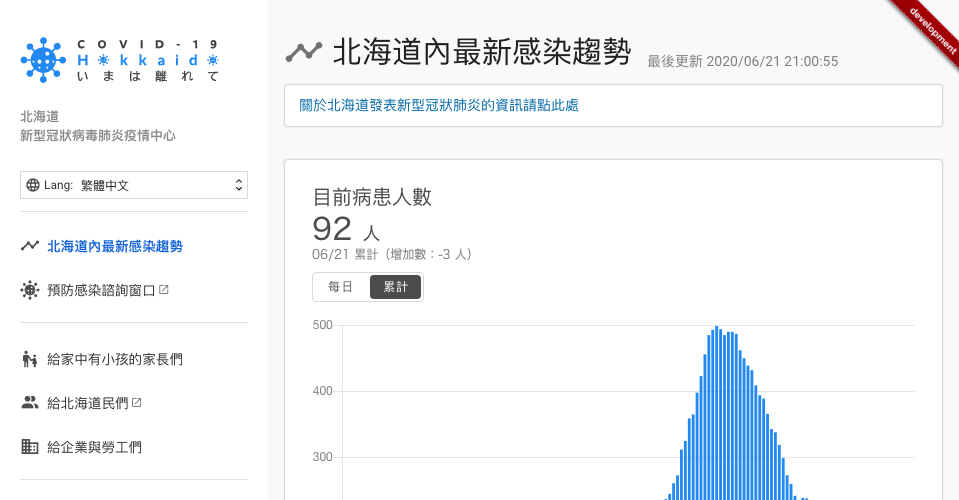 COVID-19
Hokkaido
いまは離れて
北海道
新型冠狀病毒肺炎疫情中心
Lang: 繁體中文
北海道內最新感染趨勢
預防感染諮詢窗口
給家中有小孩的家長們
給北海道民們
給企業與勞工們
development
北海道內最新感染趨勢
最後更新 2020/06/21 21:00:55
關於北海道發表新型冠狀肺炎的資訊請點此處
目前病患人數
92 人
06/21 累計（增加數：-3 人）
每日 累計
500
400
300